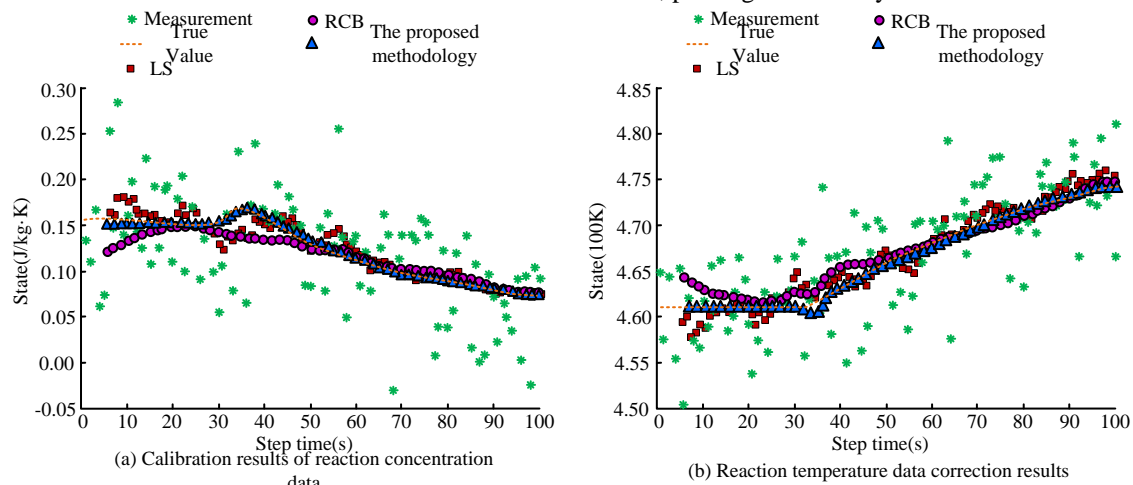 Measurement
RCB
True
Value
The proposed
methodology
LS
0.30
0.25
0.20
0.15
0.10
0.05
0.00
-0.05
State(J/kg·K)
0 10 20 30 40 50 60 70 80 90 100
Step time(s)
(a) Calibration results of reaction concentration
data
Measurement
RCB
True
Value
The proposed
methodology
LS
4.85
4.80
4.75
4.70
4.65
4.60
4.55
4.50
State(100K)
0 10 20 30 40 50 60 70 80 90 100
Step time(s)
(b) Reaction temperature data correction results